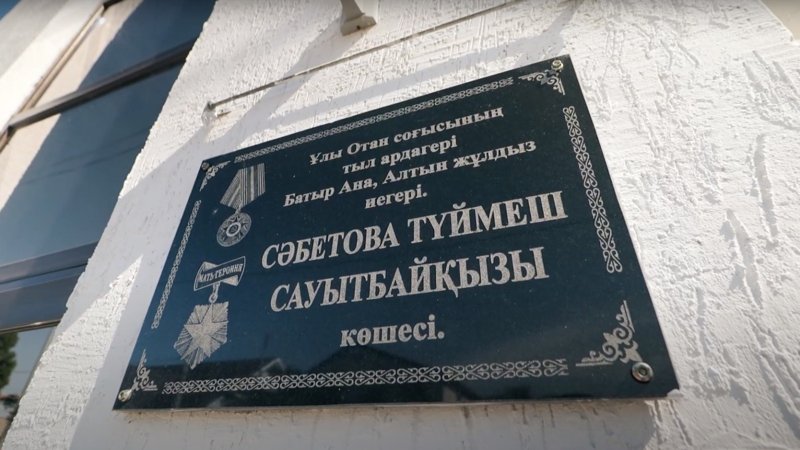 Ұлы Отан соғысының
тыл ардагері
Батыр Ана, Алтын жұлдыз
иегері.
СӘБЕТОВА ТҮЙМЕШ
САУЫТБАЙҚЫЗЫ
көшесі.
МАТЬ-ГЕРОИНЯ